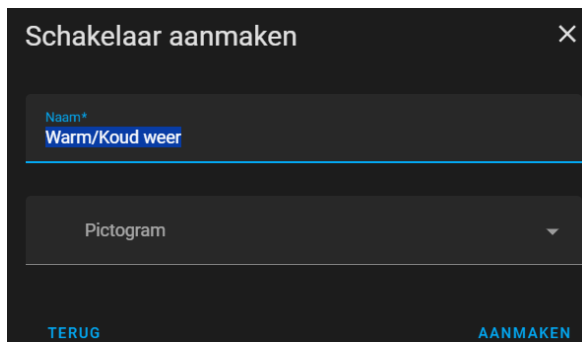 Schakelaar aanmaken
Naam*
Warm/Koud weer
Pictogram
TERUG
AANMAKEN